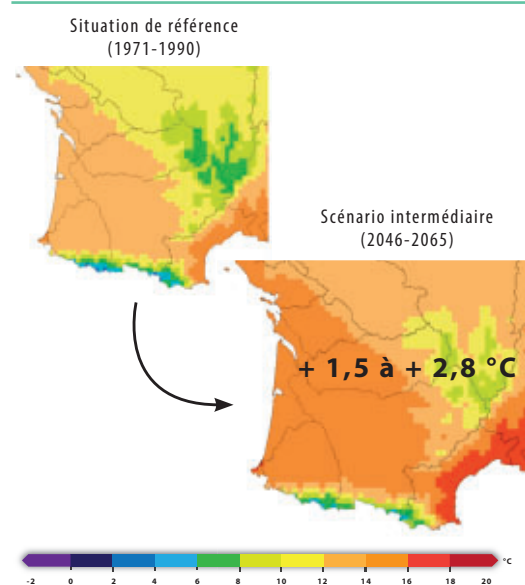 Situation de référence
(1971-1990)
Scénario intermédiaire
(2046-2065)
+ 1,5 à + 2,8 °C
°C
-2 0 2 4 6 8 10 12 14 16 18 20